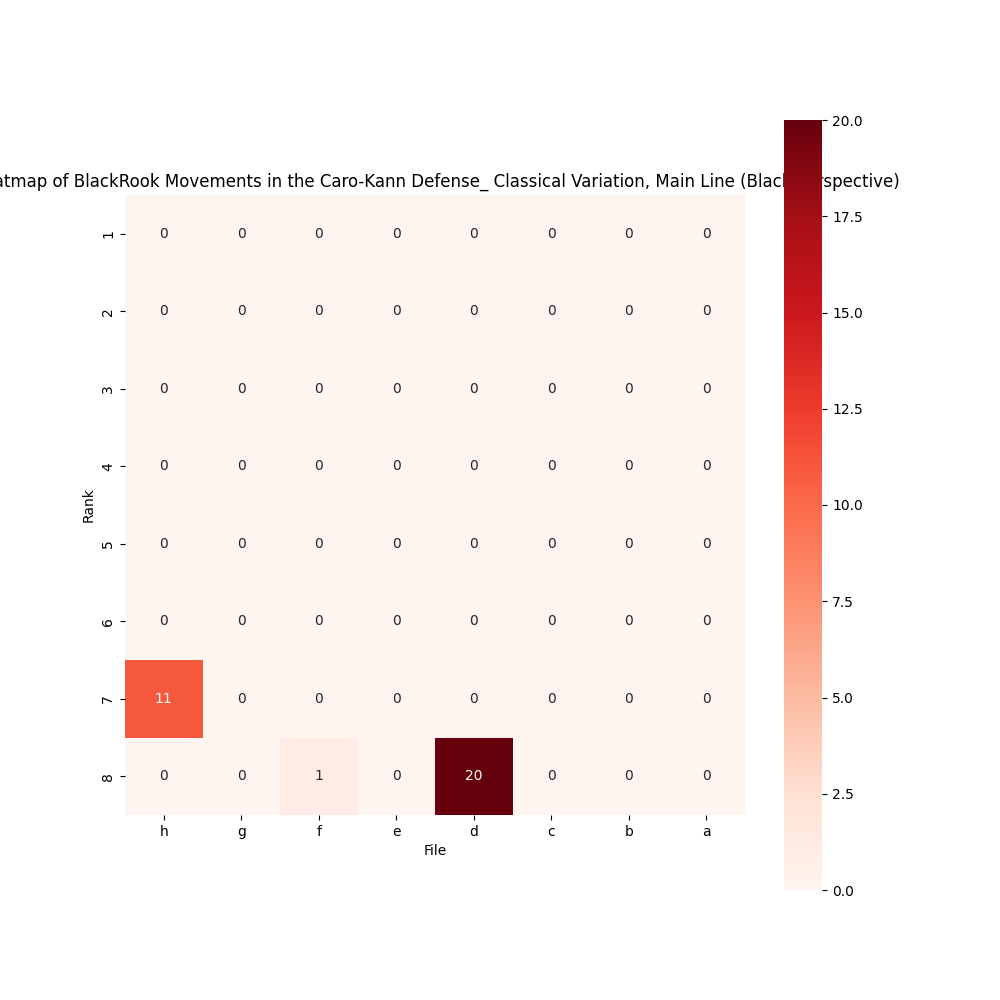 atmap of BlackRook Movements in the Caro-Kann Defense_ Classical Variation, Main Line (Blac rspective)
20.0
17.5
15.0
12.5
10.0
7.5
5.0
2.5
0.0
Rank
1 0 0 0 0 0 0 0 0
2 0 0 0 0 0 0 0 0
3 0 0 0 0 0 0 0 0
4 0 0 0 0 0 0 0 0
5 0 0 0 0 0 0 0 0
6 0 0 0 0 0 0 0 0
7 11 0 0 0 0 0 0 0
8 0 0 1 0 20 0 0 0
h g f e d c b a
File